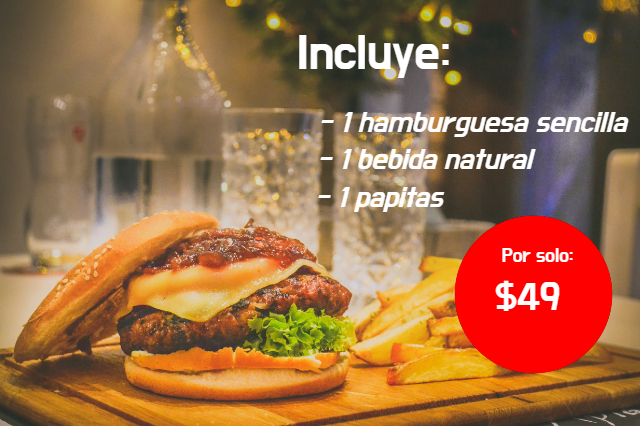 Incluye:
- 1 hamburguesa sencilla
- 1 bebida natural
- 1 papitas
Por solo:
$49